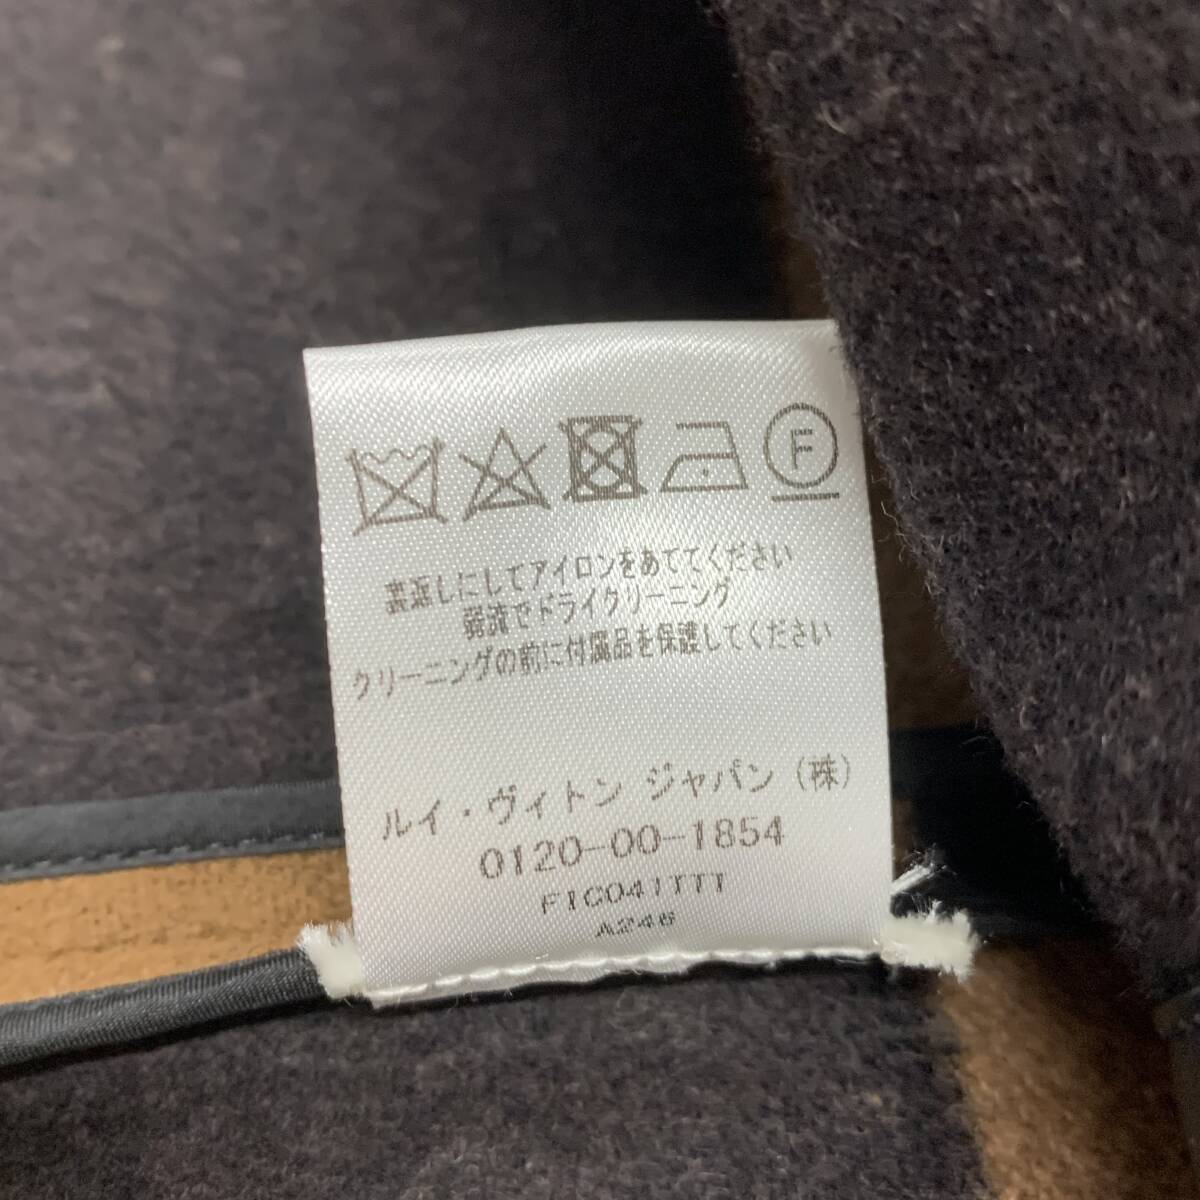 F
裏返しにしてアイロンをあててください
弱流でドライクリーニング
クリーニングの前に付属品を保護してください
ルイ・ヴィトン ジャパン (株)
0120-00-1854
F1C041TTT
A246